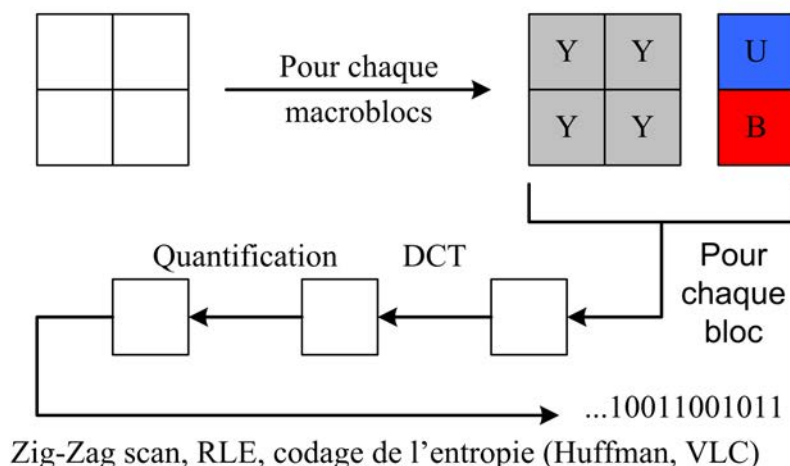 Pour chaque
macroblocs
Y Y U
Y Y B
Quantification DCT
Pour
chaque
bloc
...10011001011
Zig-Zag scan, RLE, codage de l'entropie (Huffman, VLC)